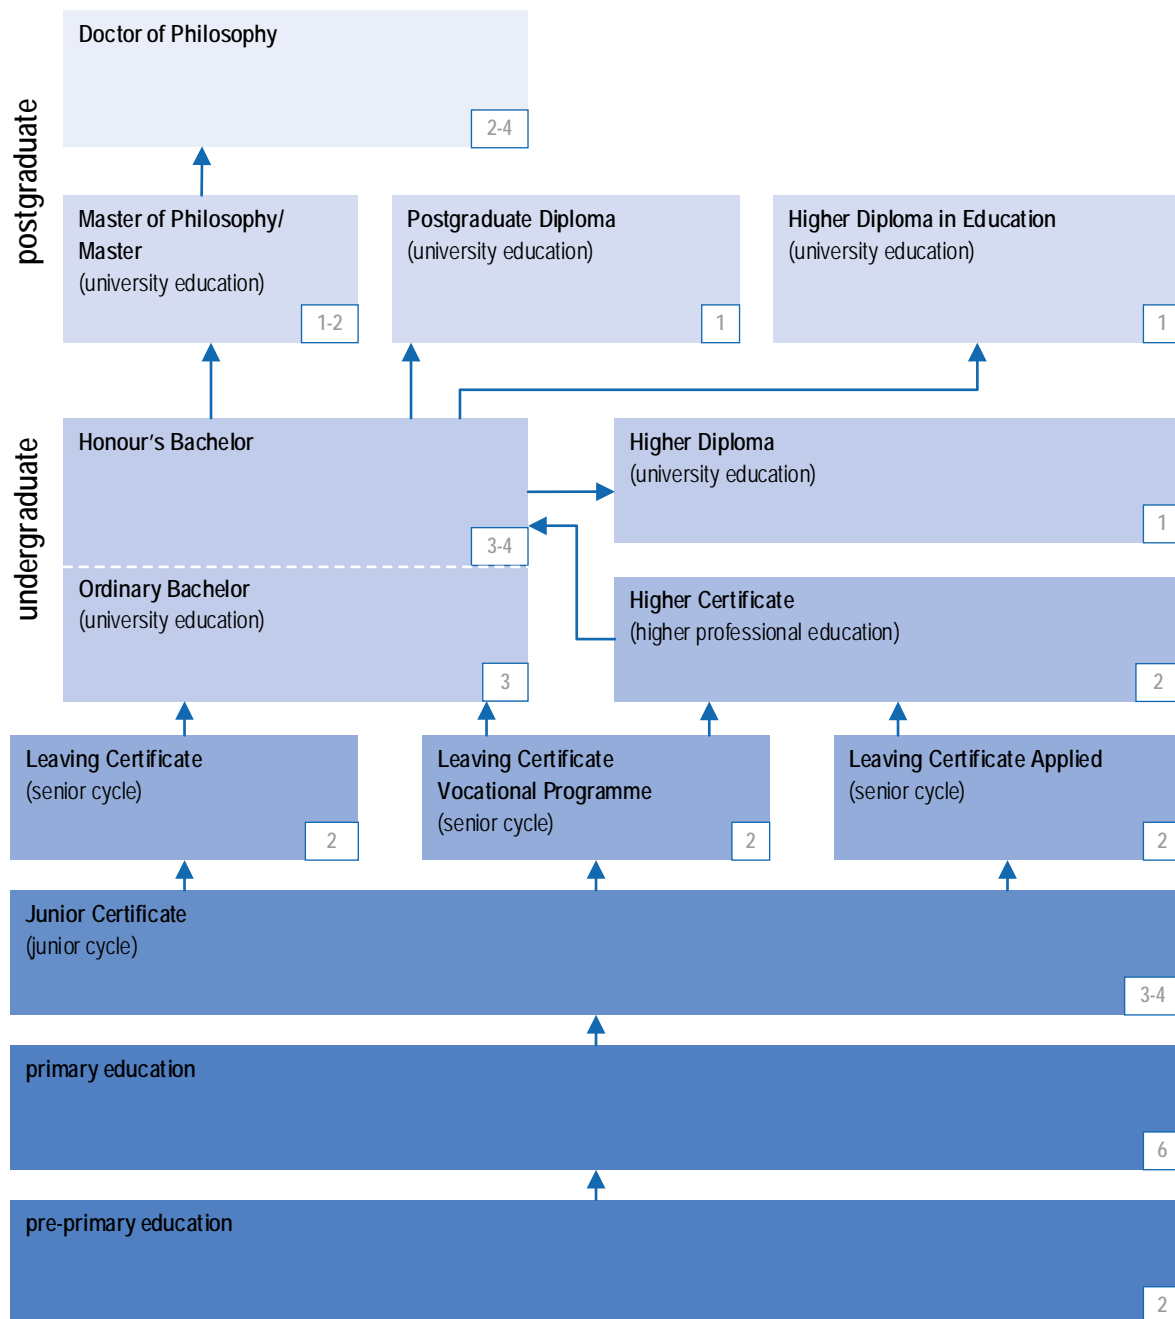 postgraduate
Doctor of Philosophy
2-4
Master of Philosophy/
Master
(university education)
1-2
Postgraduate Diploma
(university education)
1
Higher Diploma in Education
(university education)
1
undergraduate
Honour's Bachelor
3-4
Higher Diploma
(university education)
1
Ordinary Bachelor
(university education)
3
Higher Certificate
(higher professional education)
2
Leaving Certificate
(senior cycle)
2
Leaving Certificate
Vocational Programme
(senior cycle)
2
Leaving Certificate Applied
(senior cycle)
2
Junior Certificate
(junior cycle)
3-4
primary education
6
pre-primary education
2